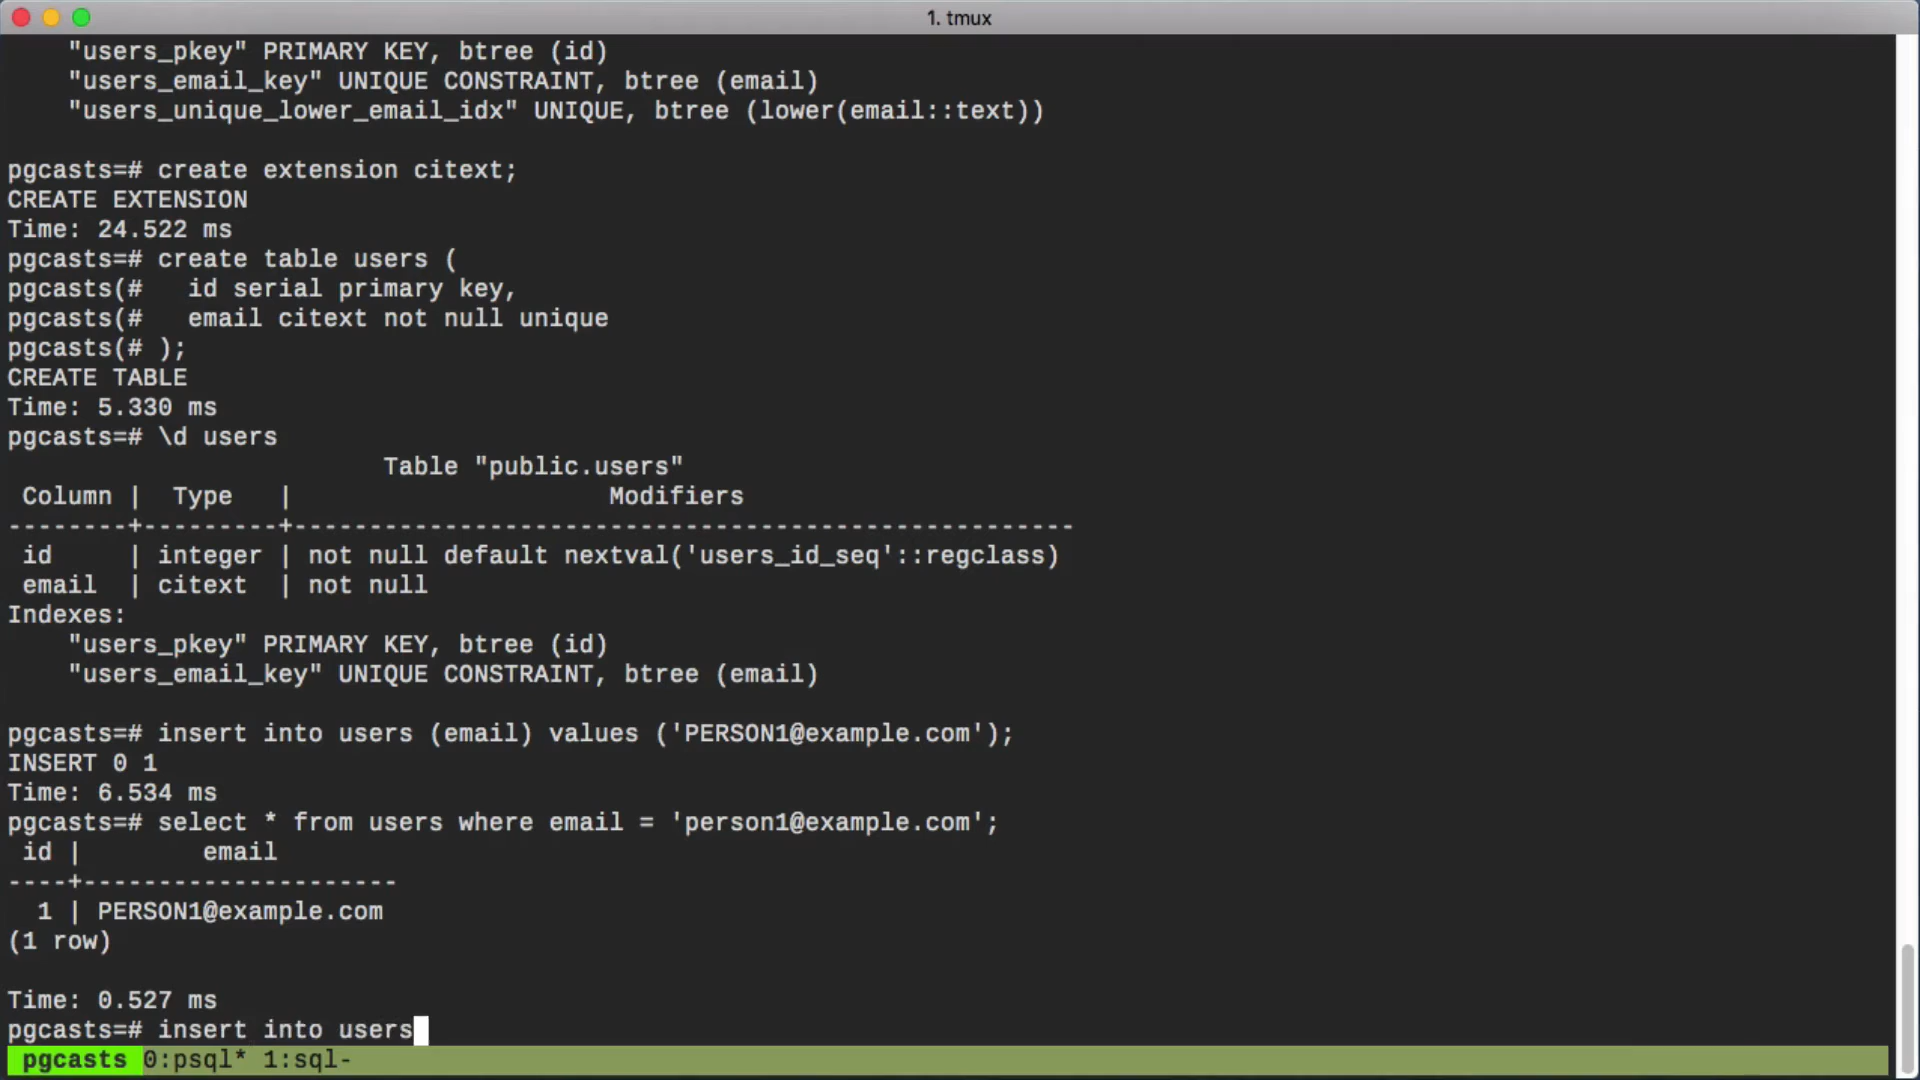 1. tmux
    "users_pkey" PRIMARY KEY, btree (id)
    "users_email_key" UNIQUE CONSTRAINT, btree (email)
    "users_unique_lower_email_idx" UNIQUE, btree (lower(email::text))

pgcasts=# create extension citext;
CREATE EXTENSION
Time: 24.522 ms
pgcasts=# create table users (
pgcasts(#   id serial primary key,
pgcasts(#   email citext not null unique
pgcasts(# );
CREATE TABLE
Time: 5.330 ms
pgcasts=# \d users
                         Table "public.users"
 Column |  Type   |                     Modifiers
--------+---------+----------------------------------------------------
 id     | integer | not null default nextval('users_id_seq'::regclass)
 email  | citext  | not null
Indexes:
    "users_pkey" PRIMARY KEY, btree (id)
    "users_email_key" UNIQUE CONSTRAINT, btree (email)

pgcasts=# insert into users (email) values ('PERSON1@example.com');
INSERT 0 1
Time: 6.534 ms
pgcasts=# select * from users where email = 'person1@example.com';
 id |        email
----+---------------------
  1 | PERSON1@example.com
(1 row)

Time: 0.527 ms
pgcasts=# insert into users
pgcasts 0:psql* 1:sql-